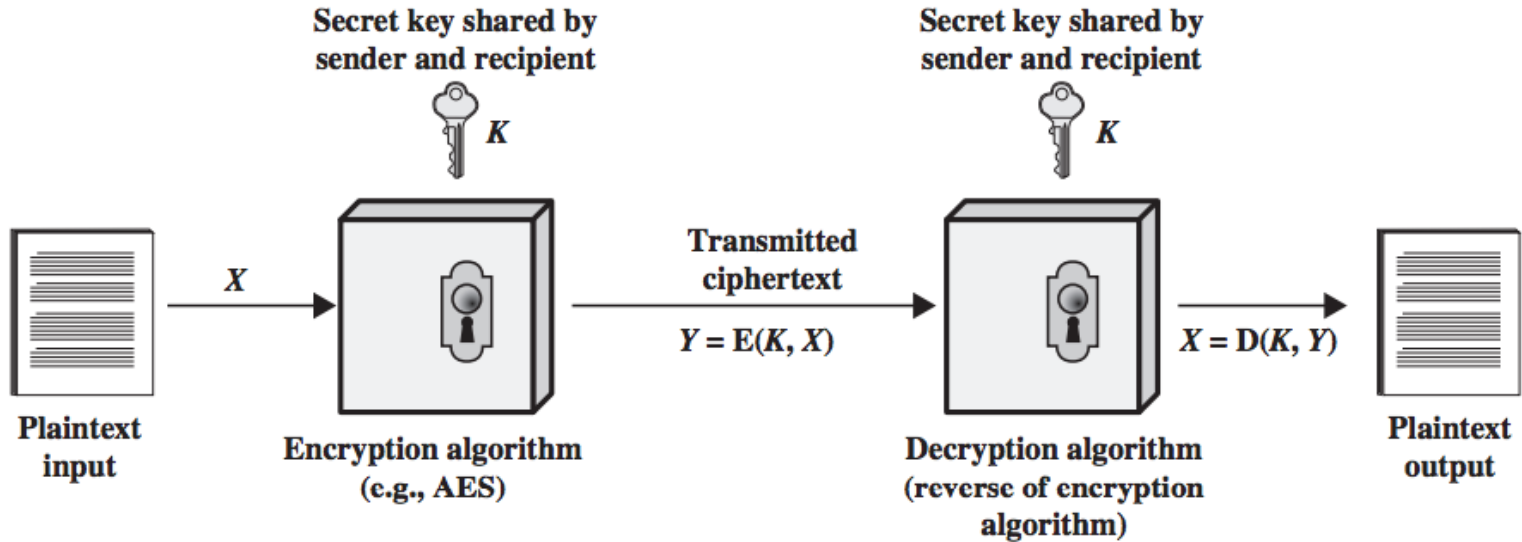 Secret key shared by
sender and recipient
K
Secret key shared by
sender and recipient
K
X
Transmitted
ciphertext
Y = E(K, X)
X = D(K, Y)
Plaintext
input
Encryption algorithm
(e.g., AES)
Decryption algorithm
(reverse of encryption
algorithm)
Plaintext
output